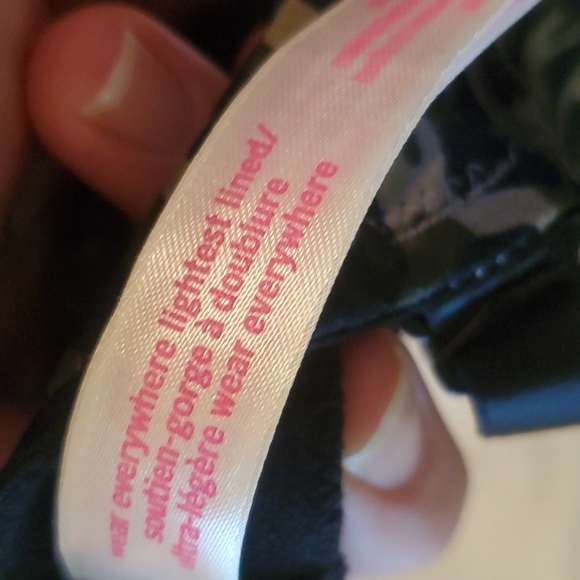 wear everywhere lightest lined/
soutien-gorge à doublure
ultra-légère wear everywhere